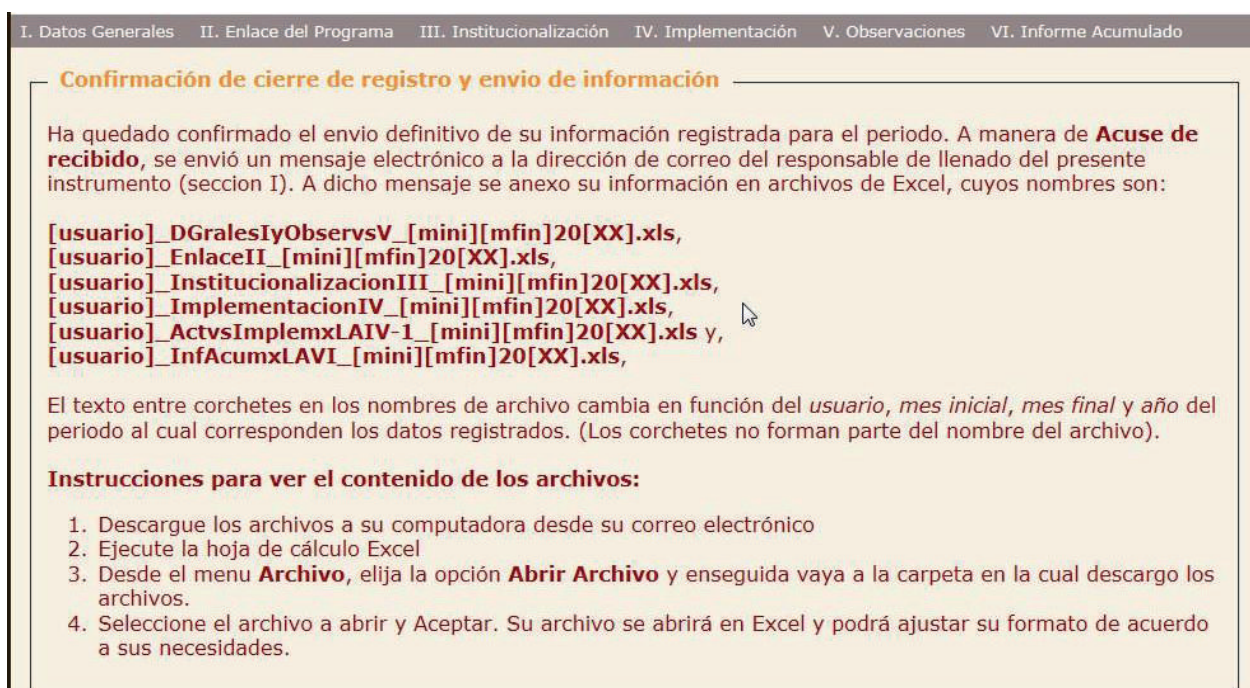 I. Datos Generales II. Enlace del Programa III. Institucionalización IV. Implementación V. Observaciones VI. Informe Acumulado
Confirmación de cierre de registro y envio de información
Ha quedado confirmado el envio definitivo de su información registrada para el periodo. A manera de Acuse de
recibido, se envió un mensaje electrónico a la dirección de correo del responsable de llenado del presente
instrumento (seccion I). A dicho mensaje se anexo su información en archivos de Excel, cuyos nombres son:
[usuario]_DGralesIyObservsV_[mini][mfin]20[XX].xls,
[usuario]_EnlaceII_[mini][mfin]20[XX].xls,
[usuario]_InstitucionalizacionIII_[mini][mfin]20[XX].xls,
[usuario]_ImplementacionIV_[mini][mfin]20[XX].xls,
[usuario]_ActvsImplemxLAIV-1_[mini][mfin]20[XX].xls y,
[usuario]_InfAcumxLAVI_[mini][mfin]20[XX].xls,
El texto entre corchetes en los nombres de archivo cambia en función del usuario, mes inicial, mes final y año del
periodo al cual corresponden los datos registrados. (Los corchetes no forman parte del nombre del archivo).
Instrucciones para ver el contenido de los archivos:
1. Descargue los archivos a su computadora desde su correo electrónico
2. Ejecute la hoja de cálculo Excel
3. Desde el menu Archivo, elija la opción Abrir Archivo y enseguida vaya a la carpeta en la cual descargo los
archivos.
4. Seleccione el archivo a abrir y Aceptar. Su archivo se abrirá en Excel y podrá ajustar su formato de acuerdo
a sus necesidades.